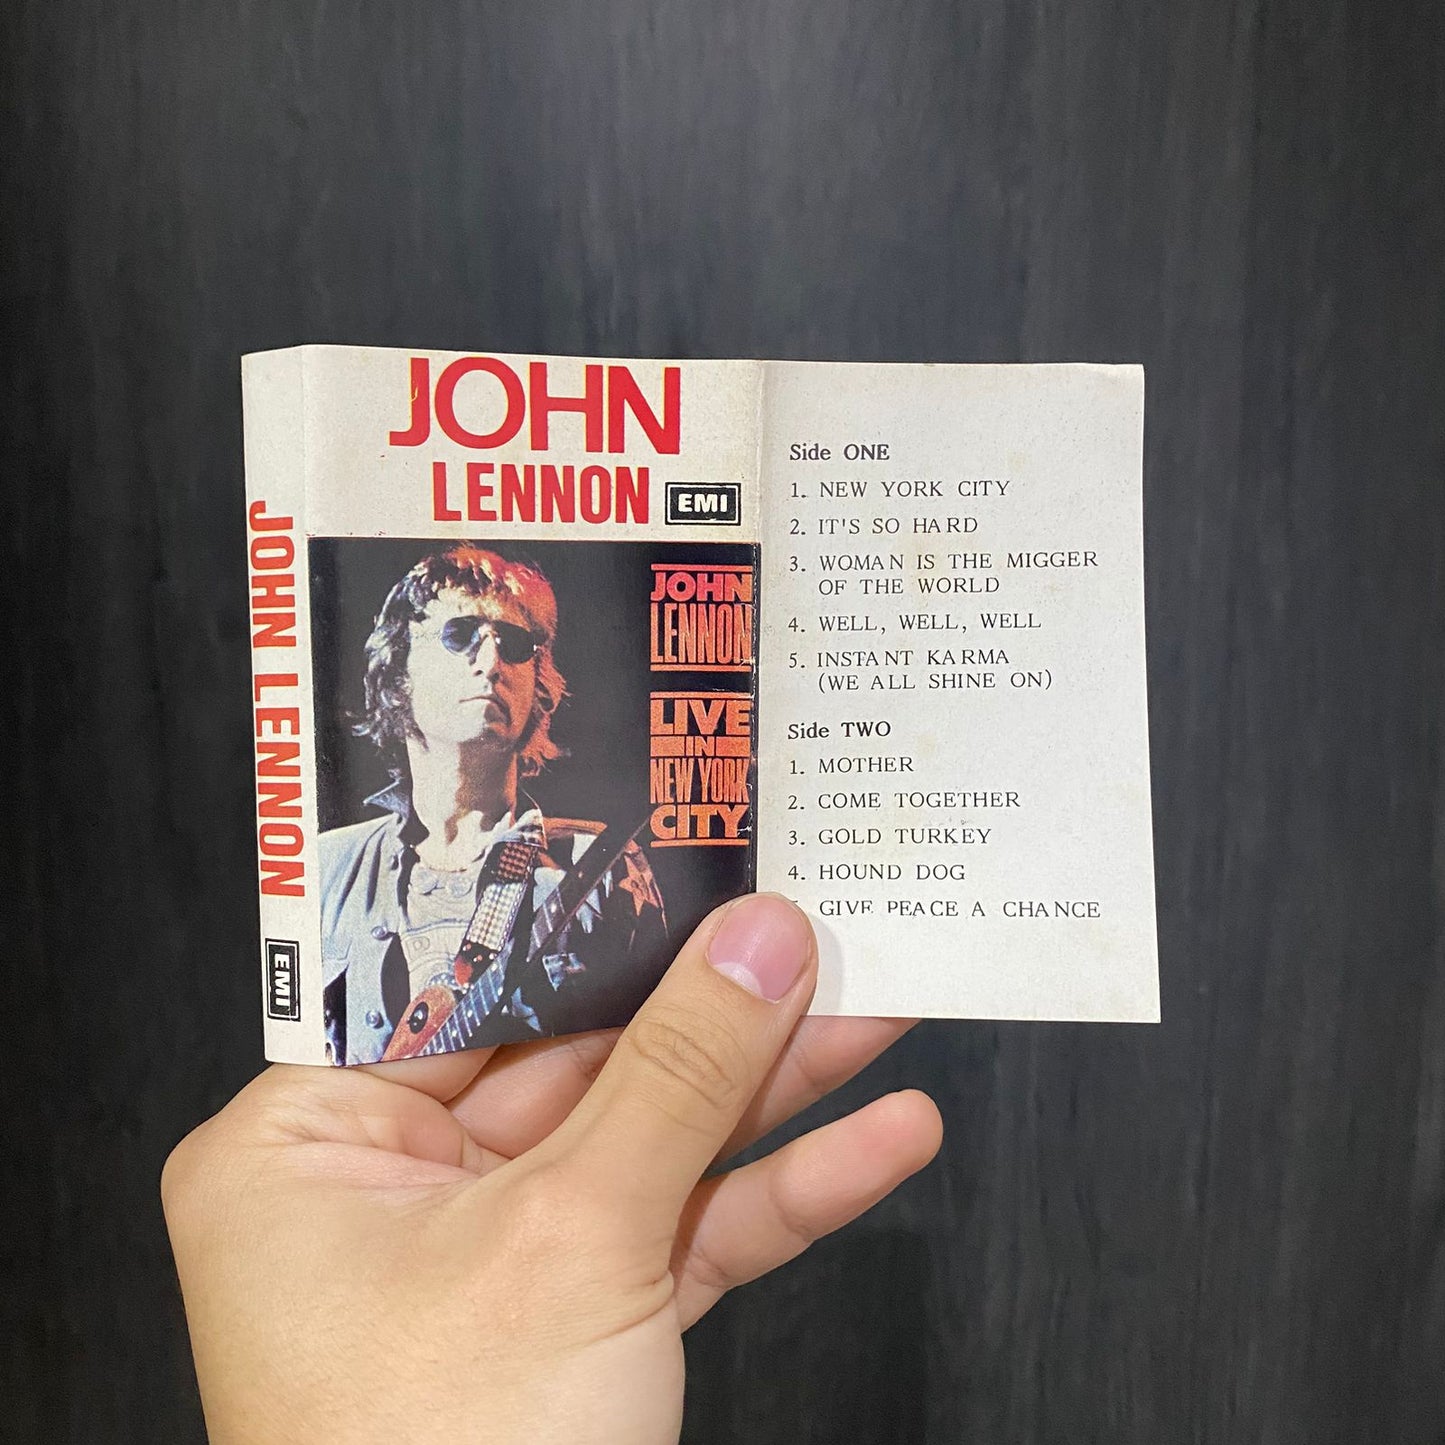 JOHN LENNON
EMI
JOHN
LENNON
EMI
JOHN
LENNON
LIVE
IN
NEW YORK
CITY
Side ONE
1. NEW YORK CITY
2. IT'S SO HARD
3. WOMAN IS THE MIGGER
OF THE WORLD
4. WELL, WELL, WELL
5. INSTANT KARMA
(WE ALL SHINE ON)
Side TWO
1. MOTHER
2. COME TOGETHER
3. GOLD TURKEY
4. HOUND DOG
GIVE PEACE A CHANCE